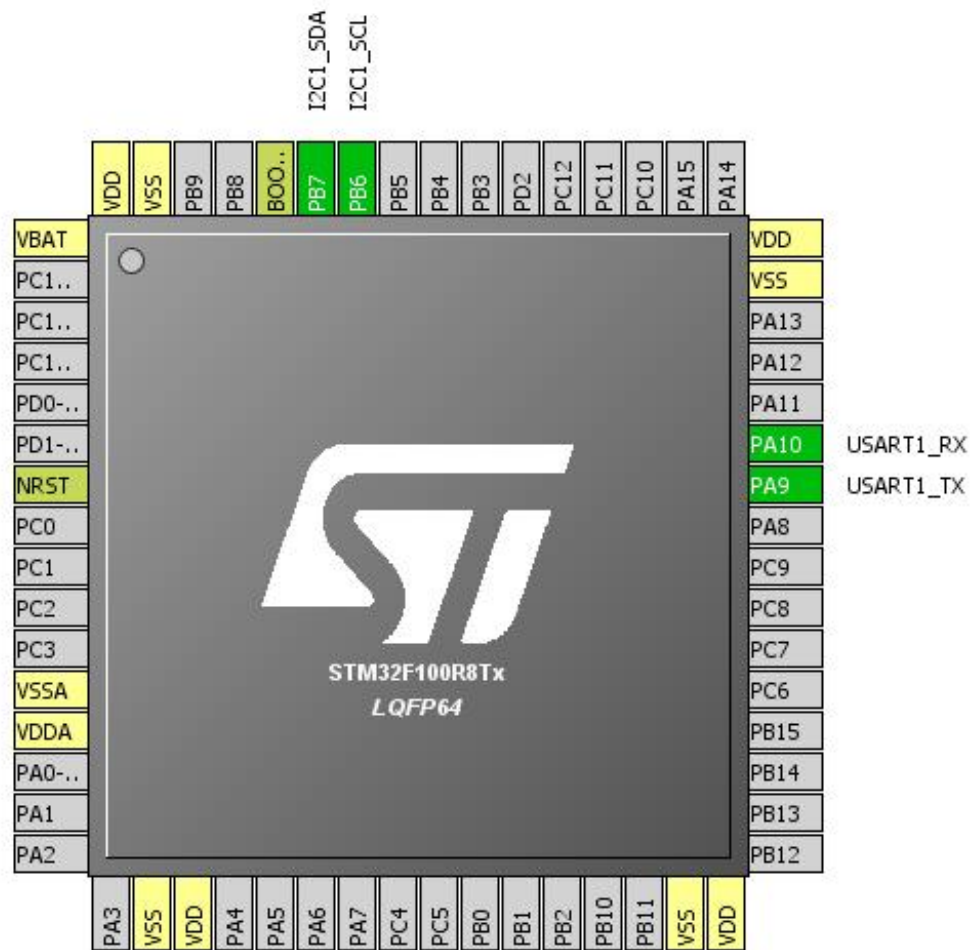 I2C1_SDA
I2C1_SCL
VDD
VSS
PB9
PB8
BOO..
PB7
PB6
PB5
PB4
PB3
PD2
PC12
PC11
PC10
PA15
PA14
VBAT
PC1..
PC1..
PC1..
PD0-..
PD1-..
NRST
PC0
PC1
PC2
PC3
VSSA
VDDA
PA0-..
PA1
PA2
VDD
VSS
PA13
PA12
PA11
PA10 USART1_RX
PA9 USART1_TX
PA8
PC9
PC8
PC7
PC6
PB15
PB14
PB13
PB12
ST
STM32F100R8Tx
LQFP64
PA3
VSS
VDD
PA4
PA5
PA6
PA7
PC4
PC5
PB0
PB1
PB2
PB10
PB11
VSS
VDD